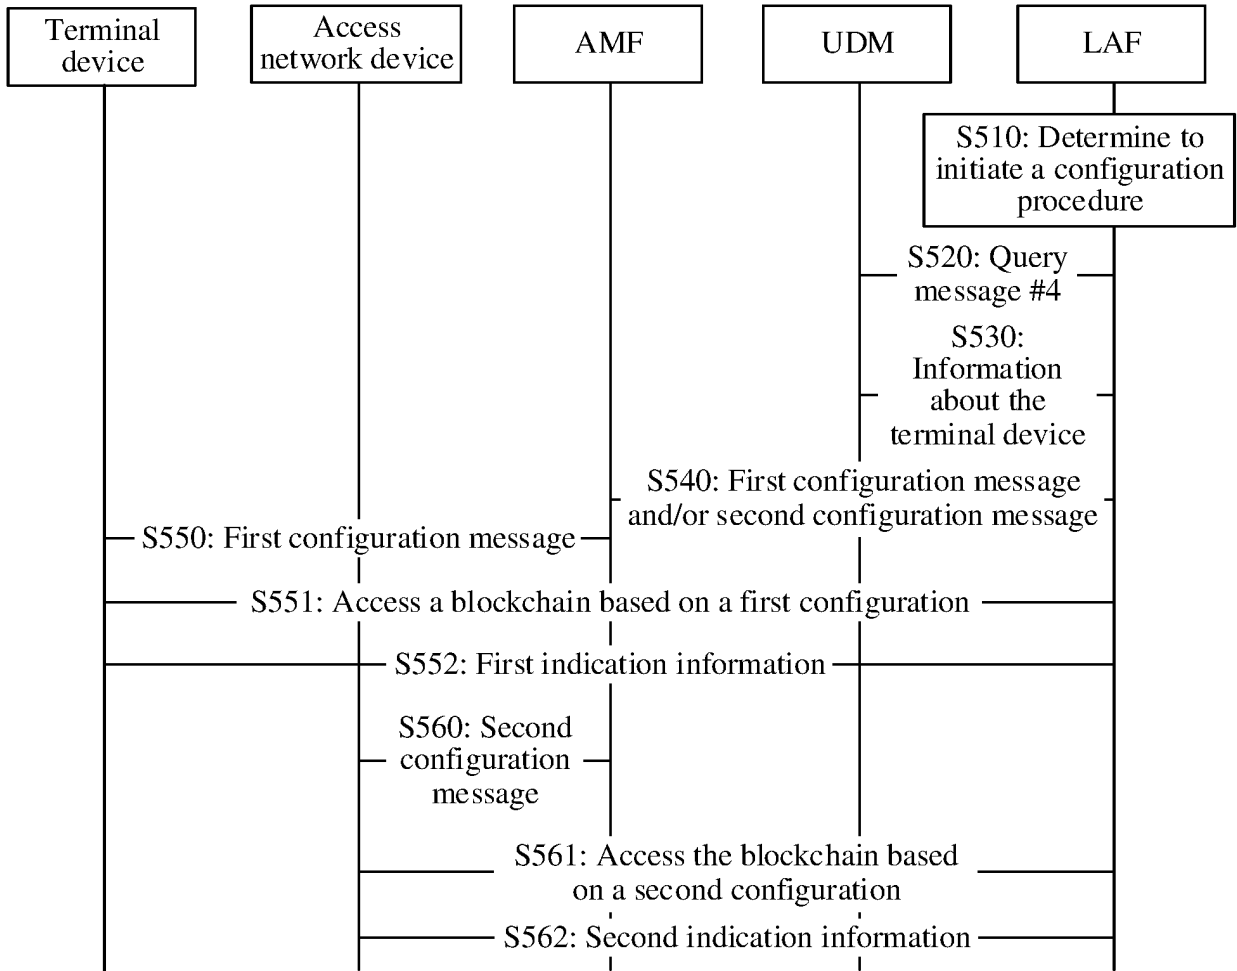 Terminal
device
Access
network device
AMF
UDM
LAF
S510: Determine to
initiate a configuration
procedure
S520: Query
message #4
S530:
Information
about the
terminal device
S540: First configuration message
and/or second configuration message
S550: First configuration message
S551: Access a blockchain based on a first configuration
S552: First indication information
S560: Second
configuration
message
S561: Access the blockchain based
on a second configuration
S562: Second indication information